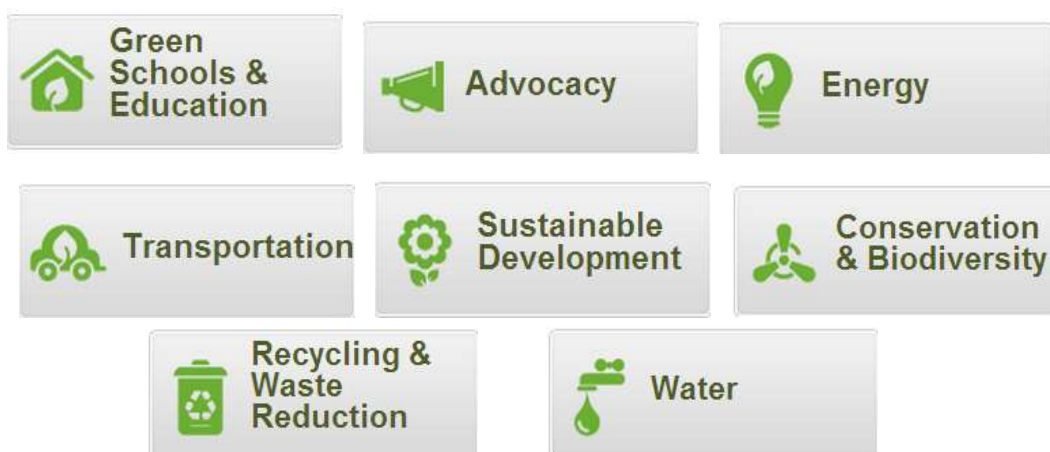 Green
Schools &
Education
Advocacy
Energy
Transportation
Sustainable
Development
Conservation
& Biodiversity
Recycling &
Waste
Reduction
Water